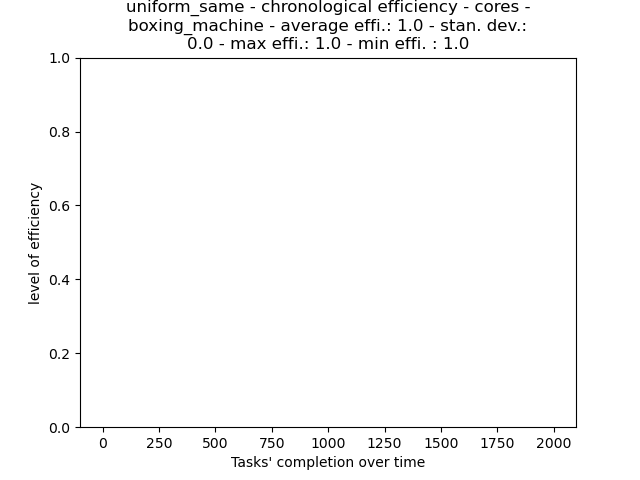 uniform_same - chronological efficiency - cores -
boxing_machine - average effi.: 1.0 - stan. dev.:
0.0 - max effi.: 1.0 - min effi. : 1.0
1.0
0.8
0.6
0.4
0.2
0.0
level of efficiency
0 250 500 750 1000 1250 1500 1750 2000
Tasks' completion over time